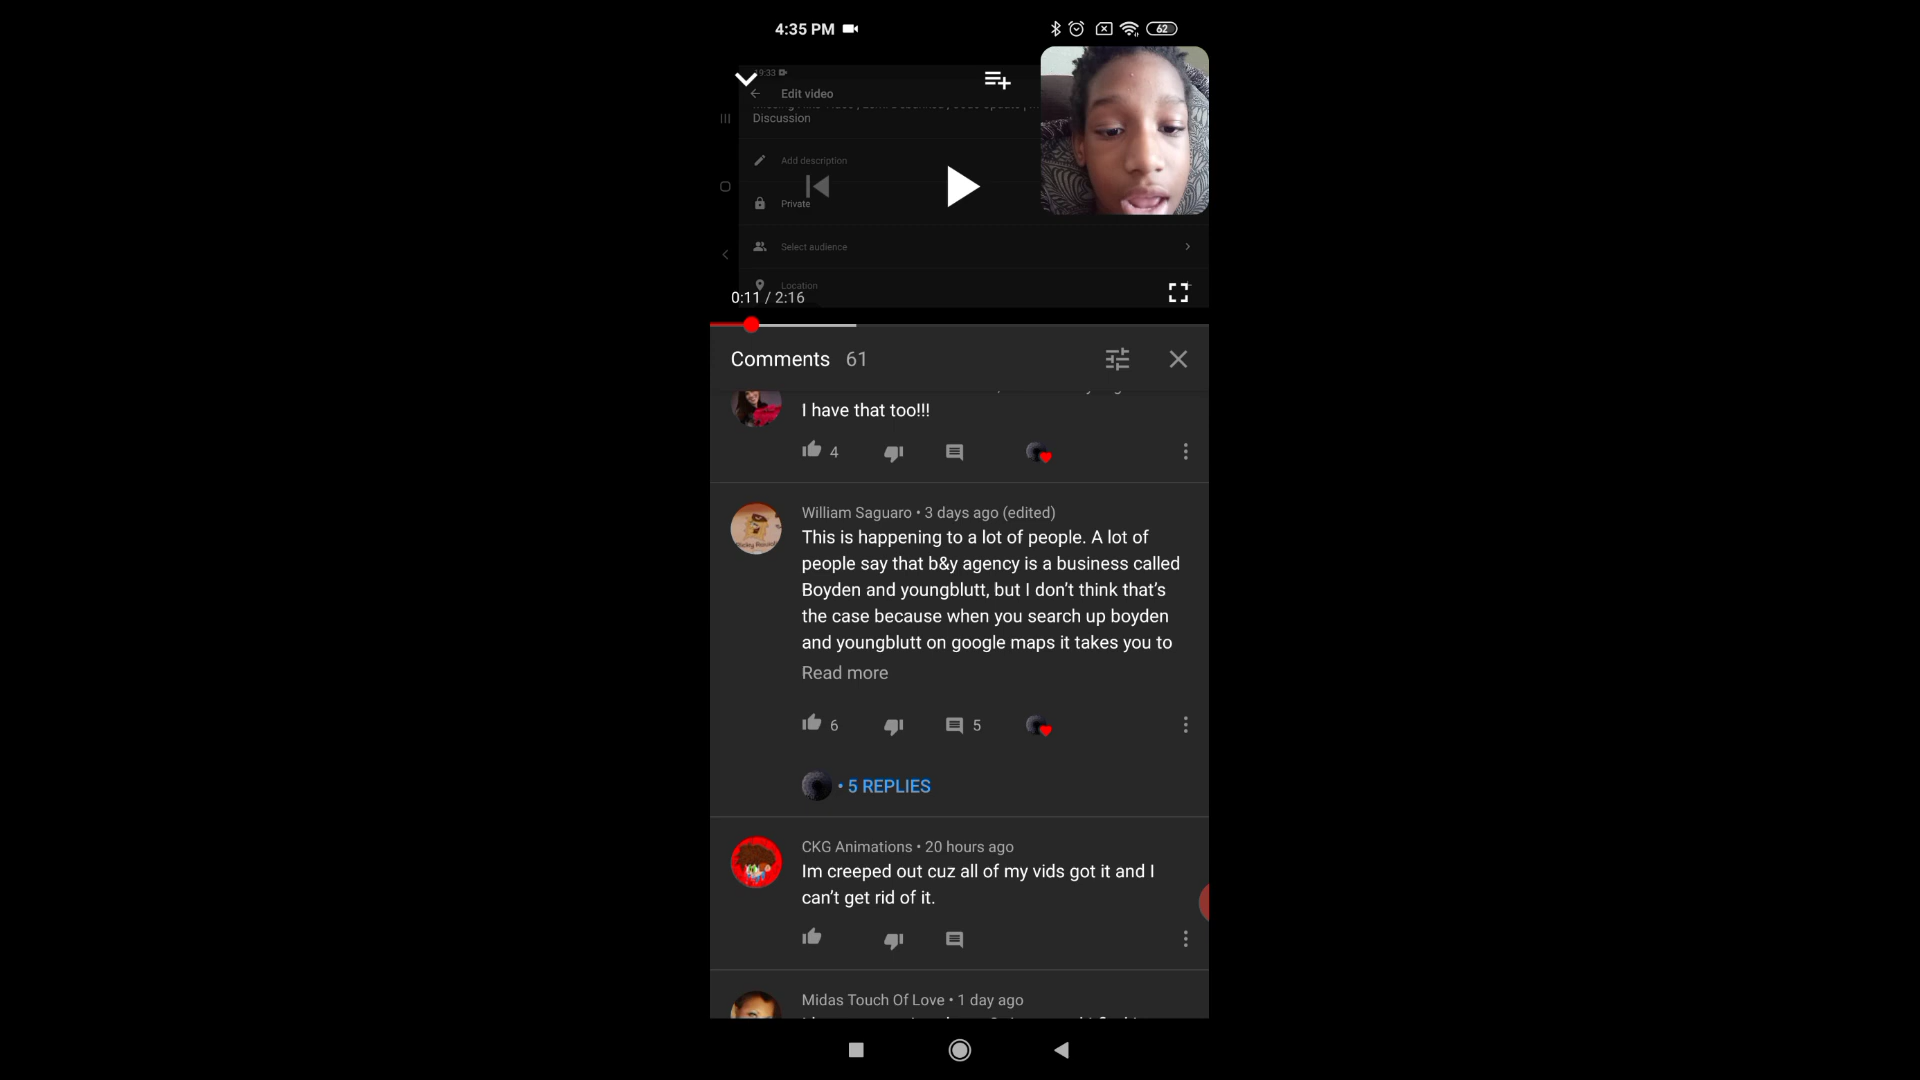 4:35 PM
62
9:33
Edit video
Discussion
Add description
Private
Select audience
Location
0:11 / 2:16
Comments 61
I have that too!!!
4
William Saguaro • 3 days ago (edited)
This is happening to a lot of people. A lot of
people say that b&y agency is a business called
Boyden and youngblutt, but I don’t think that’s
the case because when you search up boyden
and youngblutt on google maps it takes you to
Read more
6
5
• 5 REPLIES
CKG Animations • 20 hours ago
Im creeped out cuz all of my vids got it and I
can’t get rid of it.
Midas Touch Of Love • 1 day ago